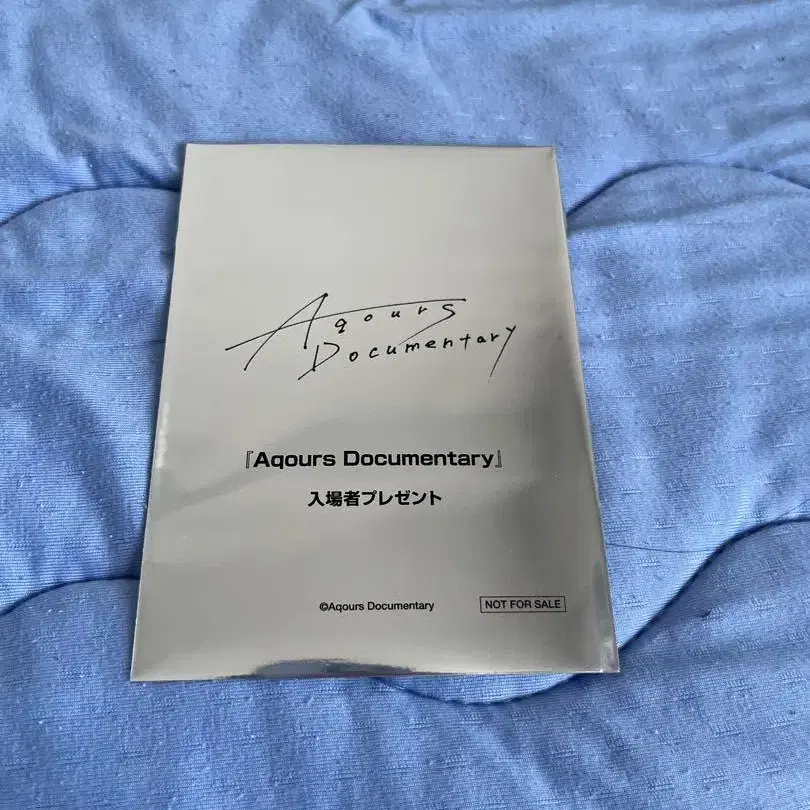 Aqours
Documentary
『Aqours Documentary』
入場者プレゼント
©Aqours Documentary
NOT FOR SALE